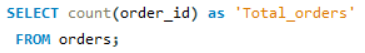 SELECT count(order_id) as 'Total_orders'
FROM orders;